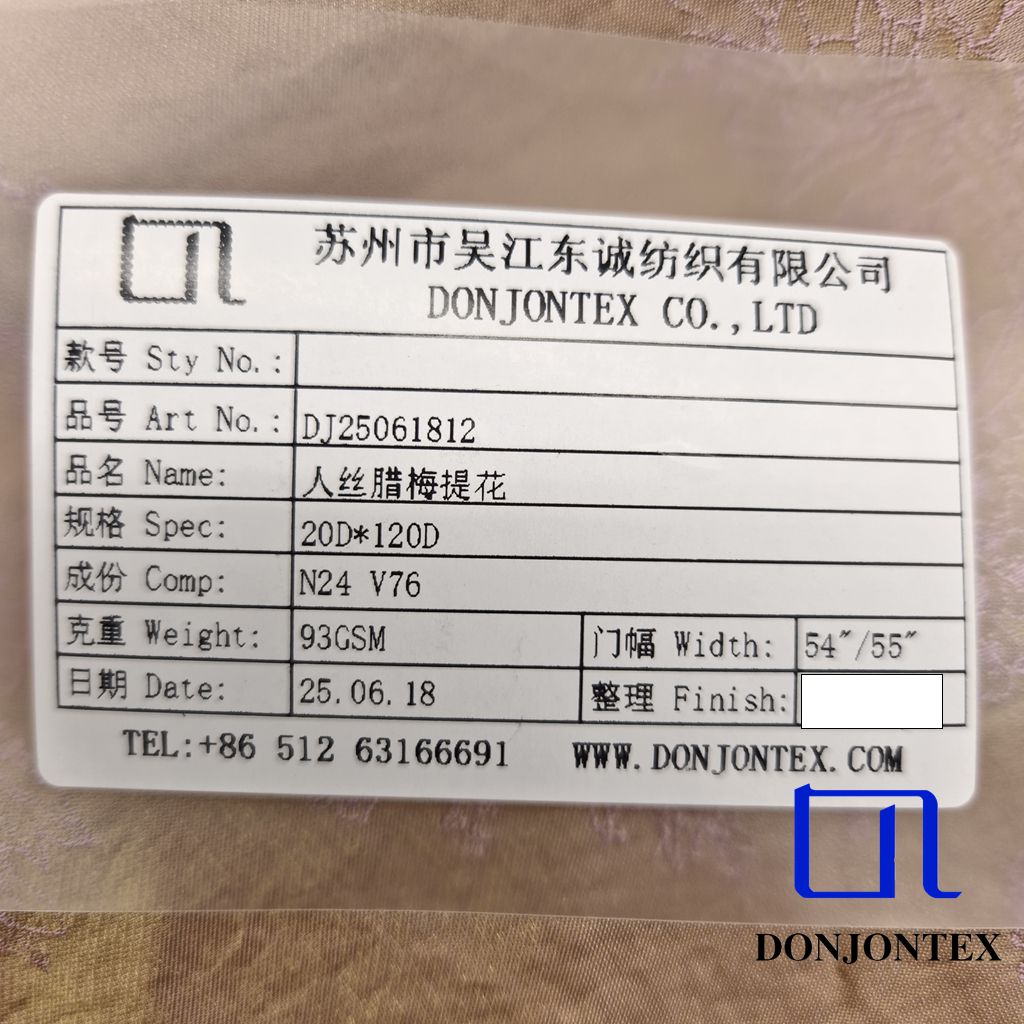 苏州市吴江东诚纺织有限公司
DONJONTEX CO.,LTD
款号 Sty No.:
品号 Art No.: DJ25061812
品名 Name: 人丝腊梅提花
规格 Spec: 20D*120D
成份 Comp: N24 V76
克重 Weight: 93GSM 门幅 Width: 54″/55″
日期 Date: 25.06.18 整理 Finish:
TEL:+86 512 63166691 WWW.DONJONTEX.COM
DONJONTEX